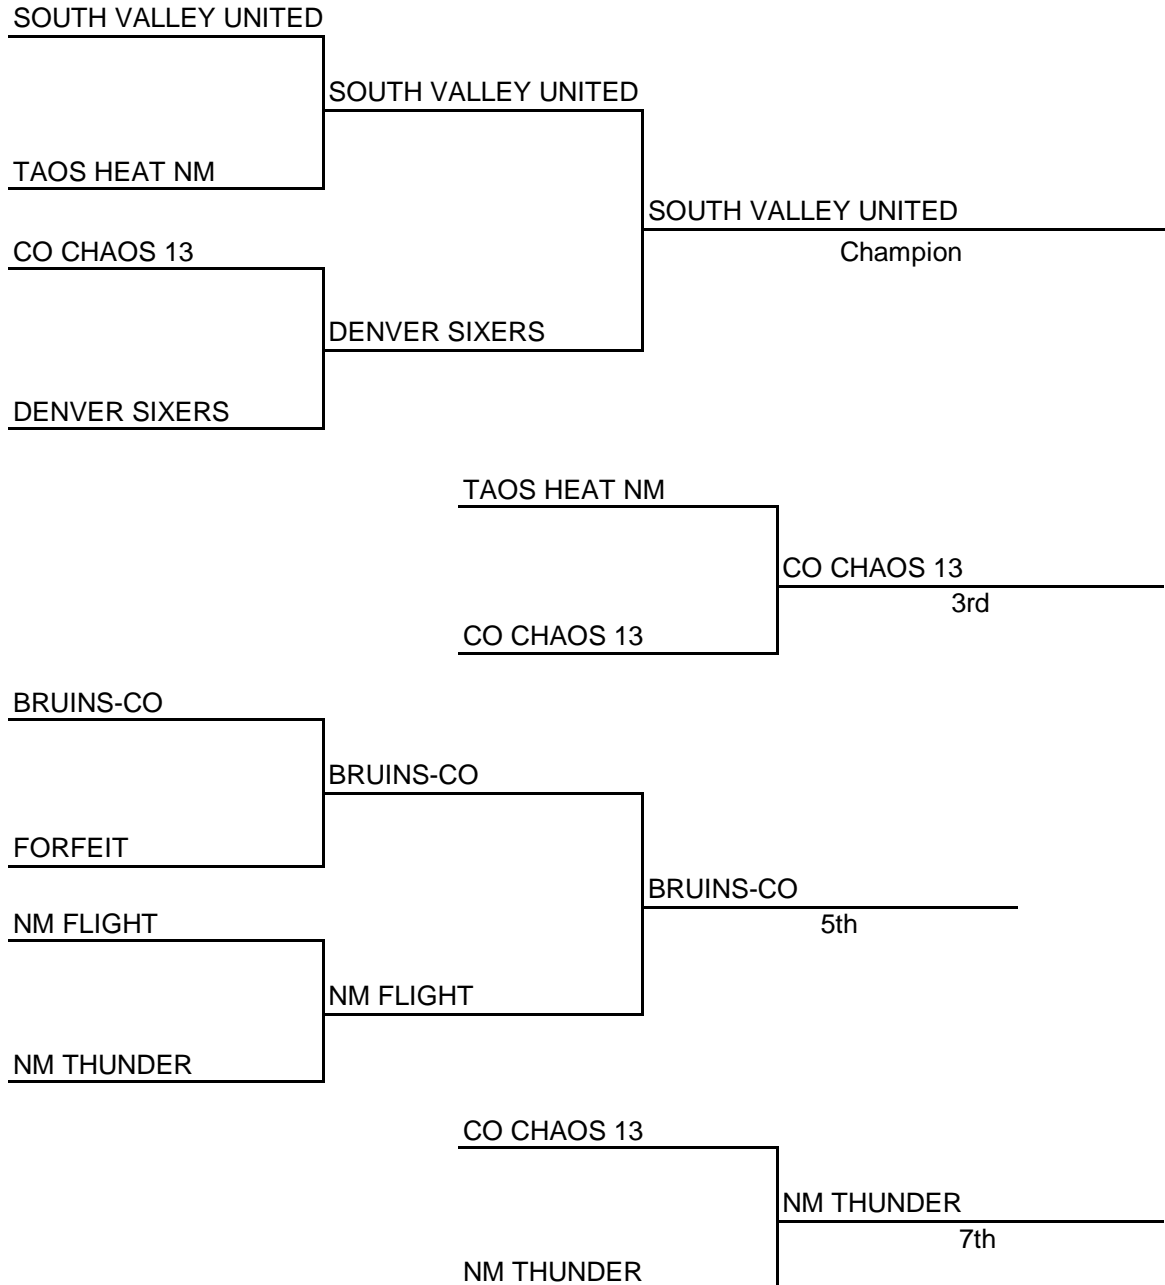 SOUTH VALLEY UNITED
SOUTH VALLEY UNITED
TAOS HEAT NM
SOUTH VALLEY UNITED
CO CHAOS 13
Champion
DENVER SIXERS
DENVER SIXERS
TAOS HEAT NM
CO CHAOS 13
3rd
CO CHAOS 13
BRUINS-CO
BRUINS-CO
FORFEIT
BRUINS-CO
NM FLIGHT
5th
NM FLIGHT
NM THUNDER
CO CHAOS 13
NM THUNDER
7th
NM THUNDER